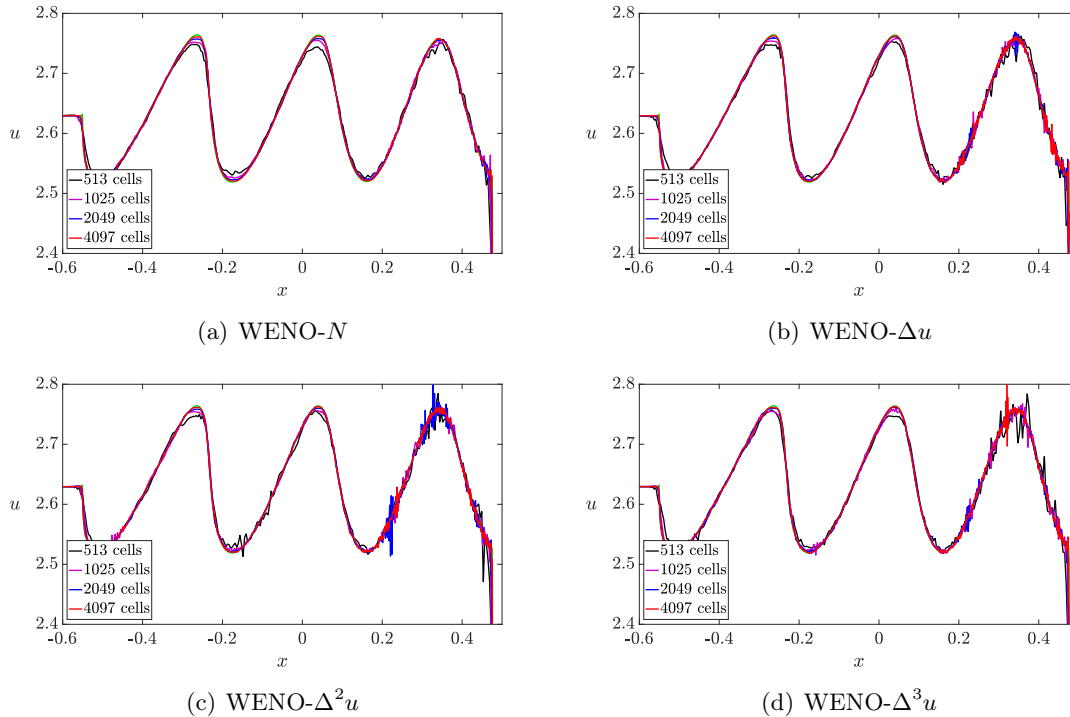 2.8
2.7
u
2.6
2.5
2.4
513 cells
1025 cells
2049 cells
4097 cells
-0.6 -0.4 -0.2 0 0.2 0.4
x
(a) WENO-N
2.8
2.7
u
2.6
2.5
2.4
513 cells
1025 cells
2049 cells
4097 cells
-0.6 -0.4 -0.2 0 0.2 0.4
x
(b) WENO-Δu
2.8
2.7
u
2.6
2.5
2.4
513 cells
1025 cells
2049 cells
4097 cells
-0.6 -0.4 -0.2 0 0.2 0.4
x
(c) WENO-Δ²u
2.8
2.7
u
2.6
2.5
2.4
513 cells
1025 cells
2049 cells
4097 cells
-0.6 -0.4 -0.2 0 0.2 0.4
x
(d) WENO-Δ³u